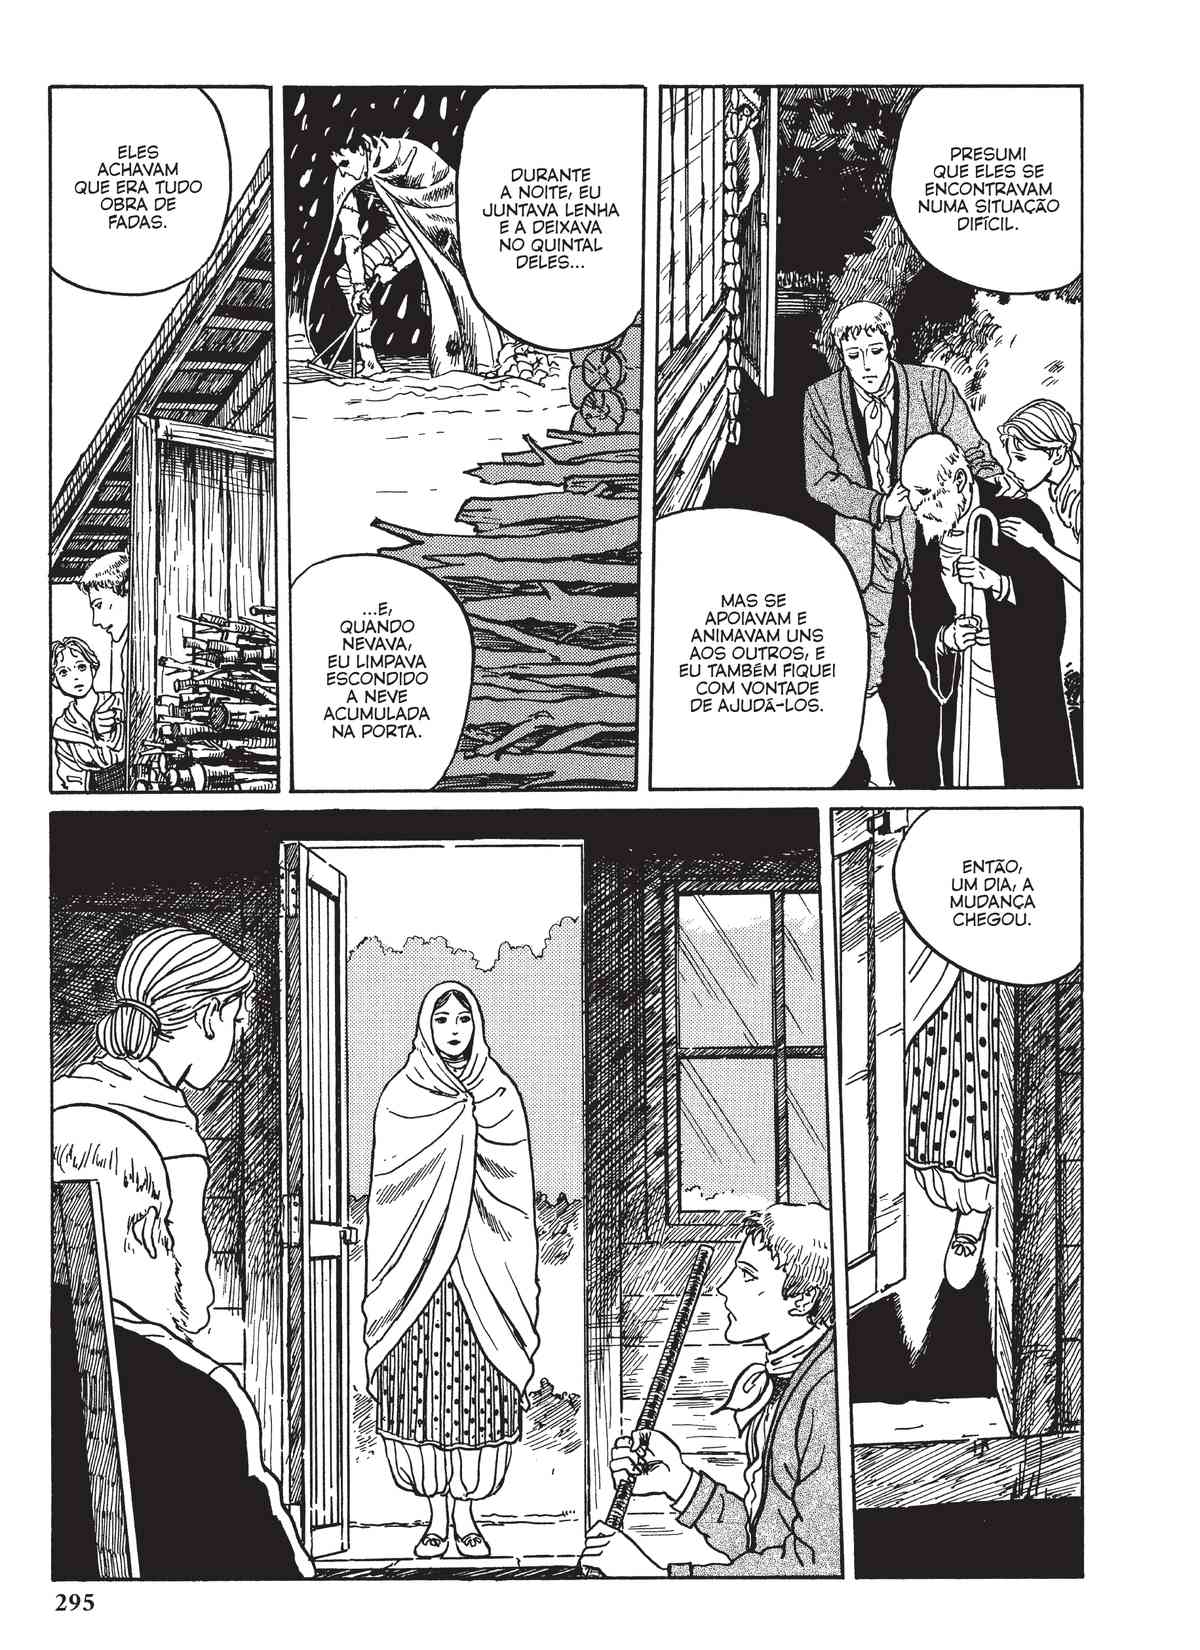 PRESUMI
QUE ELES SE
ENCONTRAVAM
NUMA SITUAÇÃO
DIFÍCIL.
MAS SE
APOIAVAM E
ANIMAVAM UNS
AOS OUTROS, E
EU TAMBÉM FIQUEI
COM VONTADE
DE AJUDÁ-LOS.
DURANTE
A NOITE, EU
JUNTAVA LENHA
E A DEIXAVA
NO QUINTAL
DELES...
...E,
QUANDO
NEVAVA,
EU LIMPAVA
ESCONDIDO
A NEVE
ACUMULADA
NA PORTA.
ELES
ACHAVAM
QUE ERA TUDO
OBRA DE
FADAS.
ENTÃO,
UM DIA, A
MUDANÇA
CHEGOU.
295